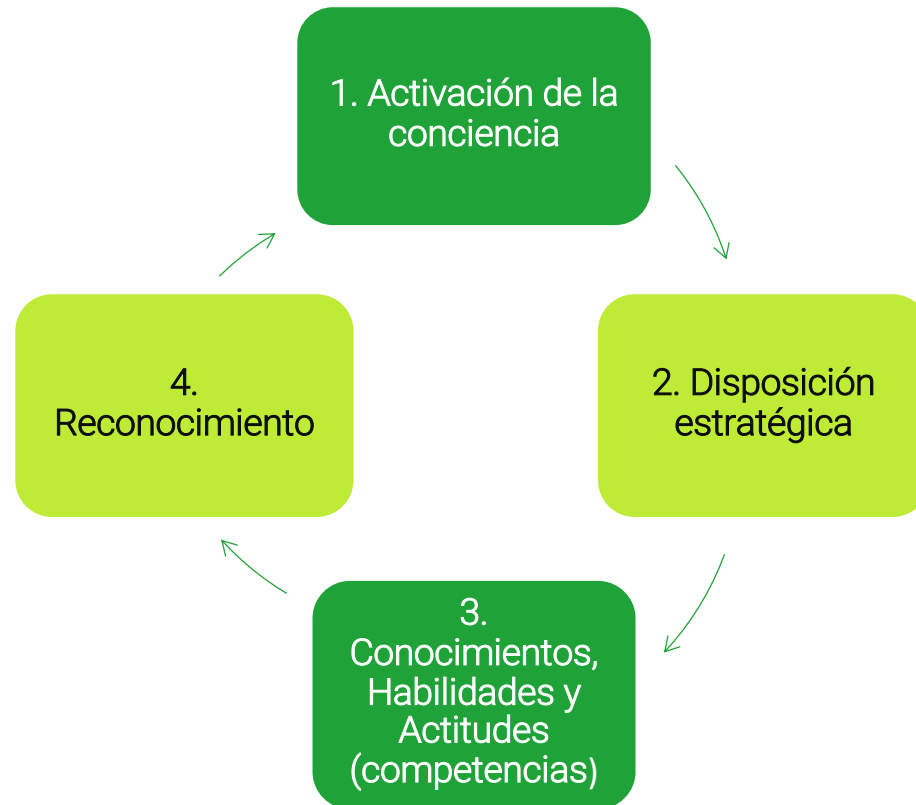 1. Activación de la
conciencia
2. Disposición
estratégica
3.
Conocimientos,
Habilidades y
Actitudes
(competencias)
4.
Reconocimiento